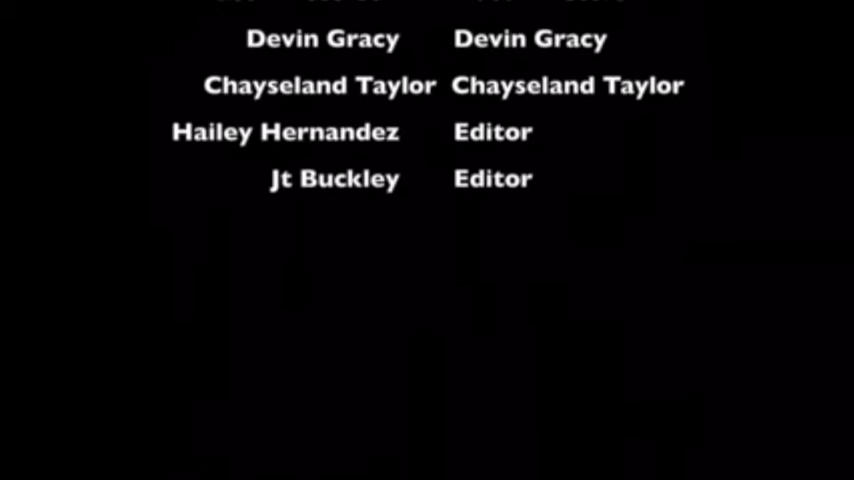 Devin Gracy Devin Gracy
Chayseland Taylor Chayseland Taylor
Hailey Hernandez Editor
Jt Buckley Editor